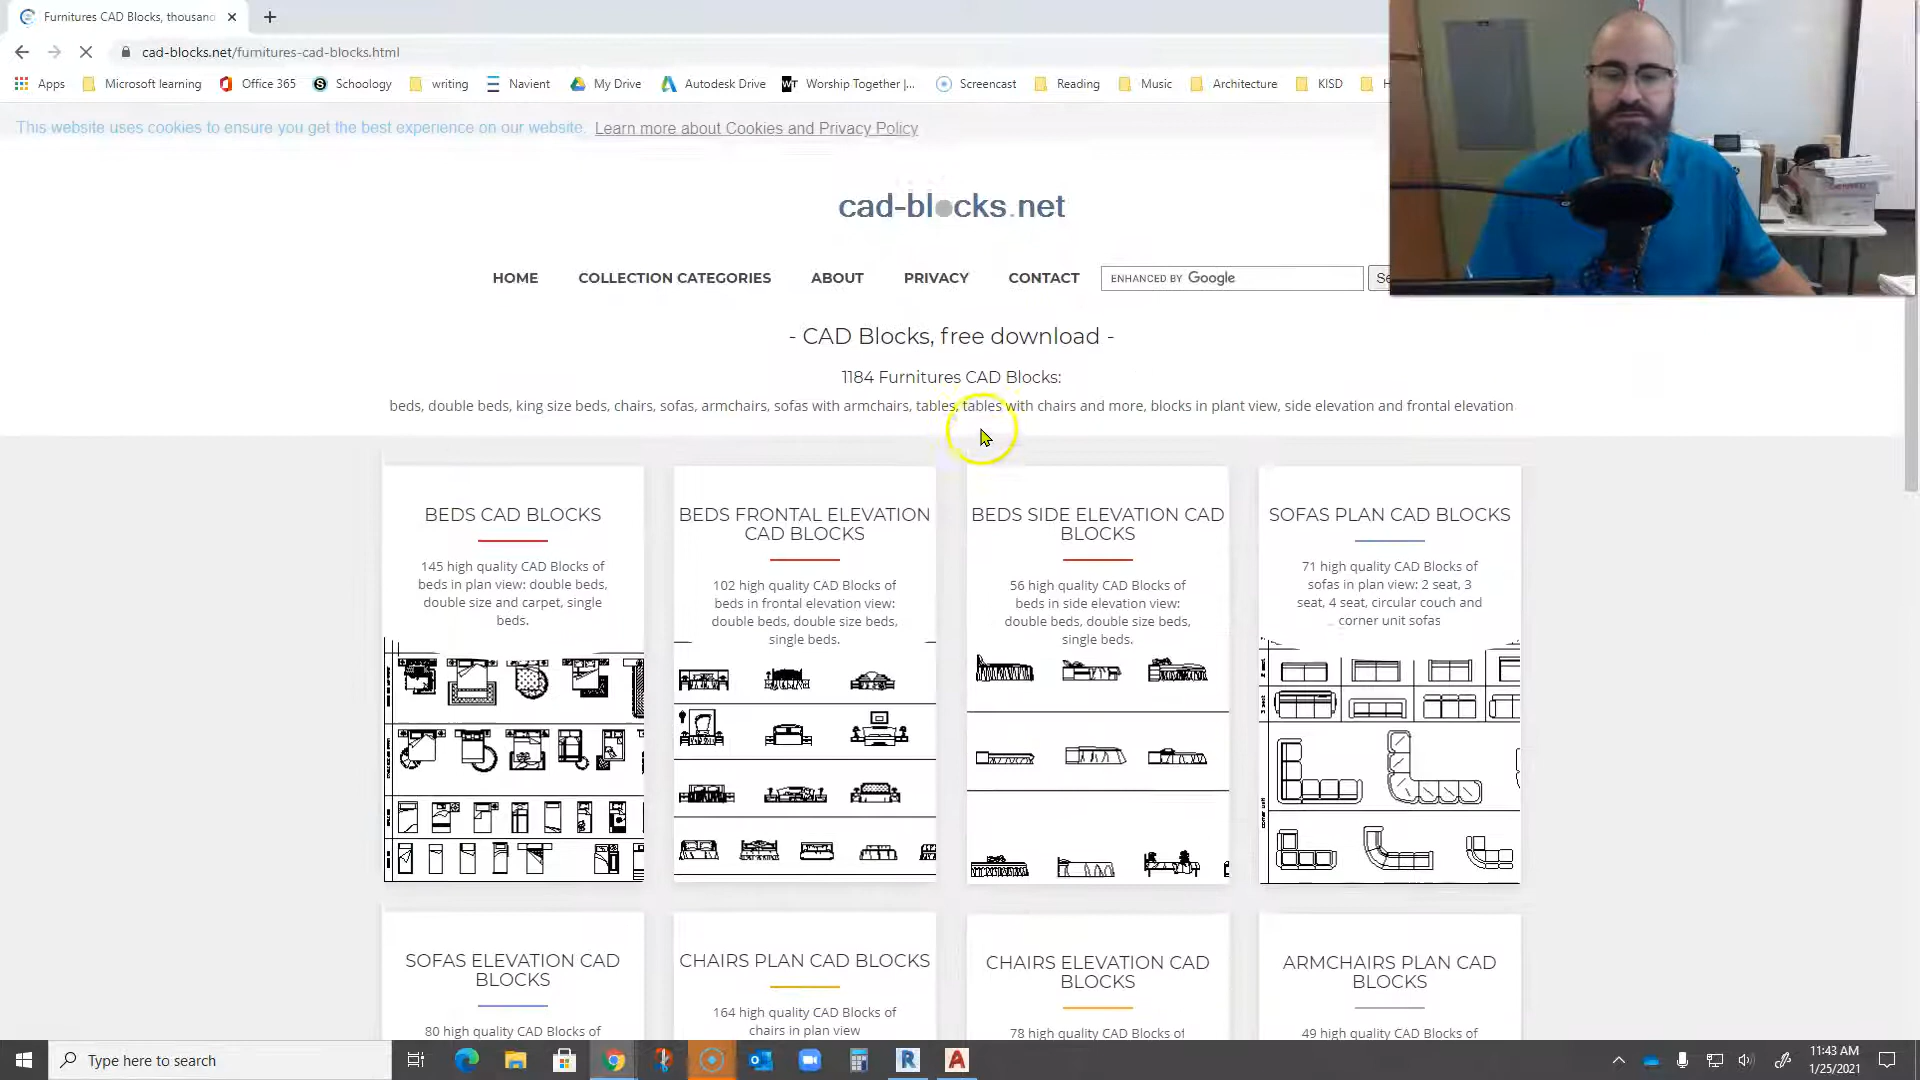 Furnitures CAD Blocks, thousand
cad-blocks.net/furnitures-cad-blocks.html
Apps
Microsoft learning
Office 365
Schoology
writing
Navient
My Drive
Autodesk Drive
Worship Together |...
Screencast
Reading
Music
Architecture
KISD
H
This website uses cookies to ensure you get the best experience on our website. Learn more about Cookies and Privacy Policy
cad-blocks.net
HOME
COLLECTION CATEGORIES
ABOUT
PRIVACY
CONTACT
ENHANCED BY Google
Se
- CAD Blocks, free download -
1184 Furnitures CAD Blocks:
beds, double beds, king size beds, chairs, sofas, armchairs, sofas with armchairs, tables, tables with chairs and more, blocks in plant view, side elevation and frontal elevation
BEDS CAD BLOCKS
145 high quality CAD Blocks of
beds in plan view: double beds,
double size and carpet, single
beds.
BEDS FRONTAL ELEVATION
CAD BLOCKS
102 high quality CAD Blocks of
beds in frontal elevation view:
double beds, double size beds,
single beds.
BEDS SIDE ELEVATION CAD
BLOCKS
56 high quality CAD Blocks of
beds in side elevation view:
double beds, double size beds,
single beds.
SOFAS PLAN CAD BLOCKS
71 high quality CAD Blocks of
sofas in plan view: 2 seat, 3
seat, 4 seat, circular couch and
corner unit sofas
SOFAS ELEVATION CAD
BLOCKS
80 high quality CAD Blocks of
CHAIRS PLAN CAD BLOCKS
164 high quality CAD Blocks of
chairs in plan view
CHAIRS ELEVATION CAD
BLOCKS
78 high quality CAD Blocks of
ARMCHAIRS PLAN CAD
BLOCKS
49 high quality CAD Blocks of
Type here to search
11:43 AM
1/25/2021